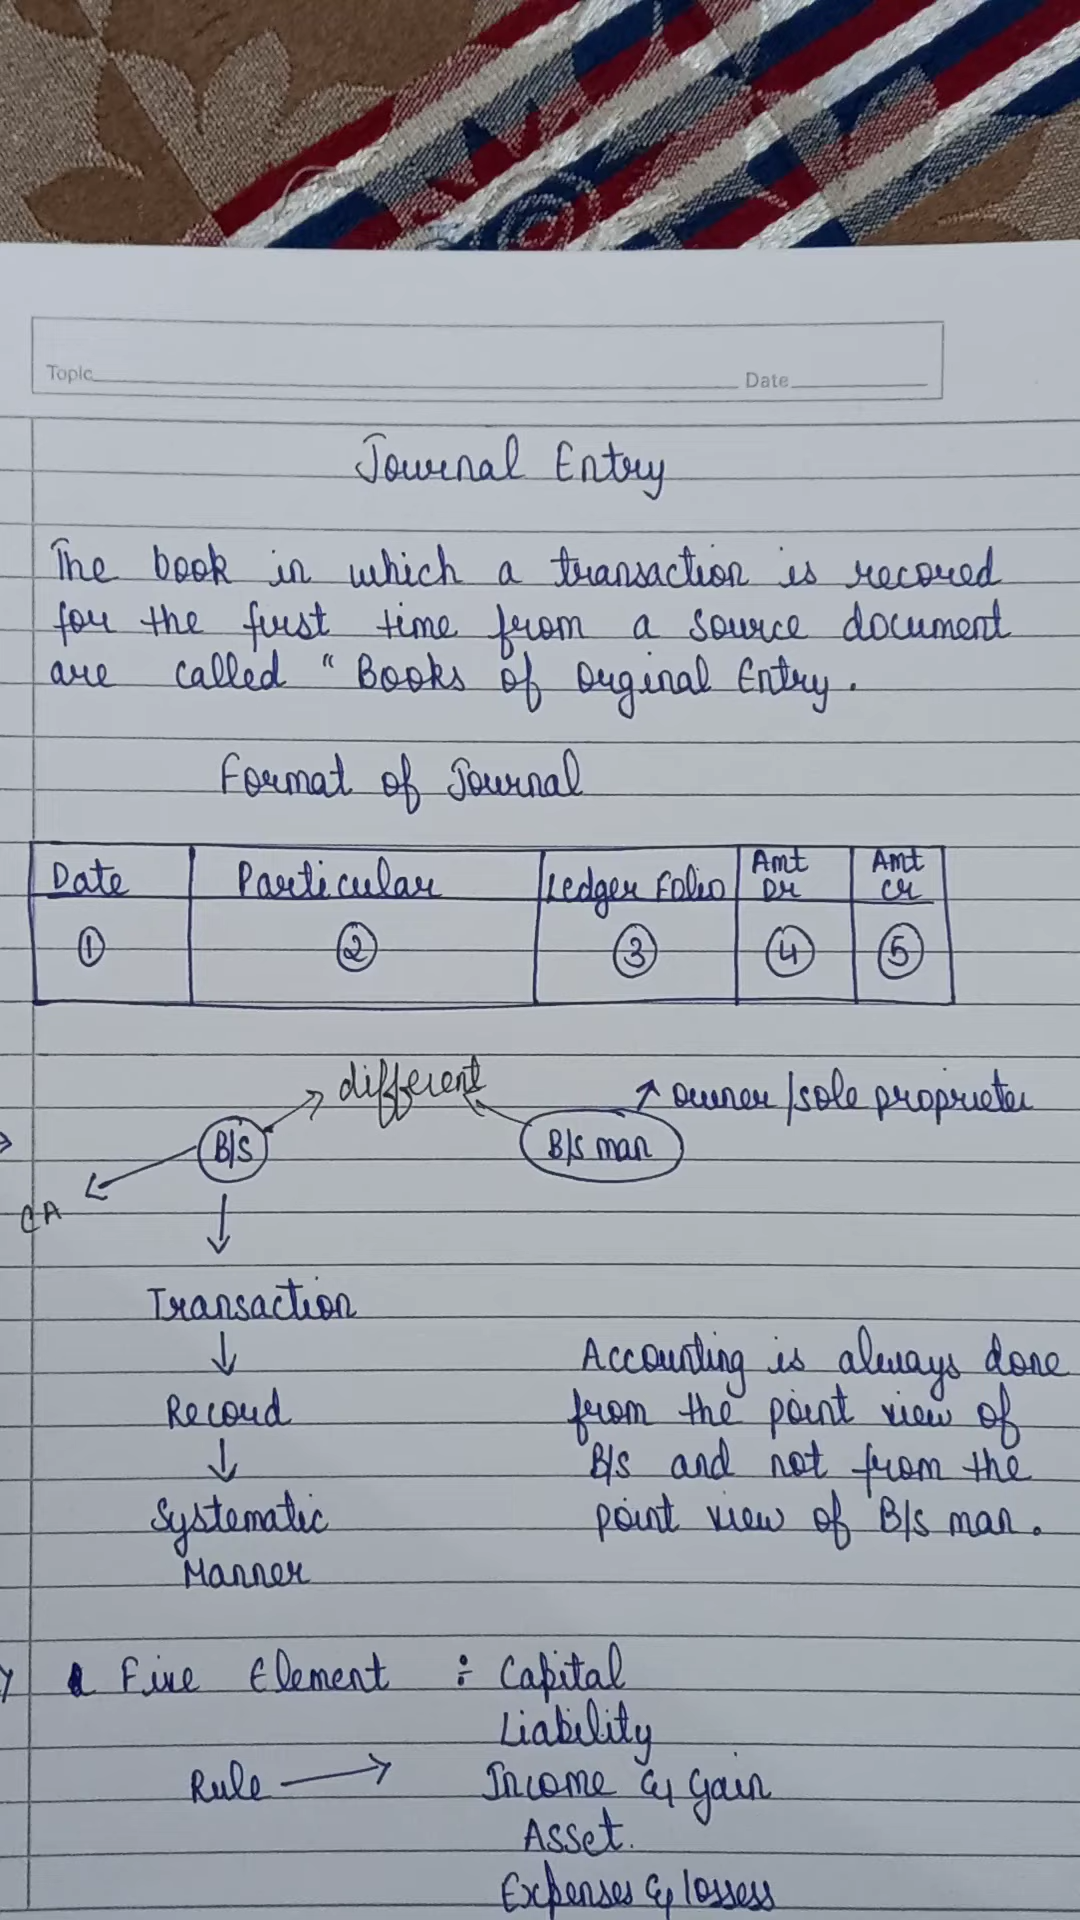 Topic Date
Journal Entry
The book in which a transaction is recored
for the first time from a source document
are called " Books of Orginal Entry.
Format of Journal
Date Particular Ledger Folio Amt Dr Amt cr
1 2 3 4 5
different
owner/sole proprieter
B/S B/S man
CA
Transaction
Record
Systematic
Manner
Accounting is always done
from the point view of
B/S and not from the
point view of B/S man.
Five Element : Capital
Liability
Rule → Income & gain
Asset.
Expenses & lossess